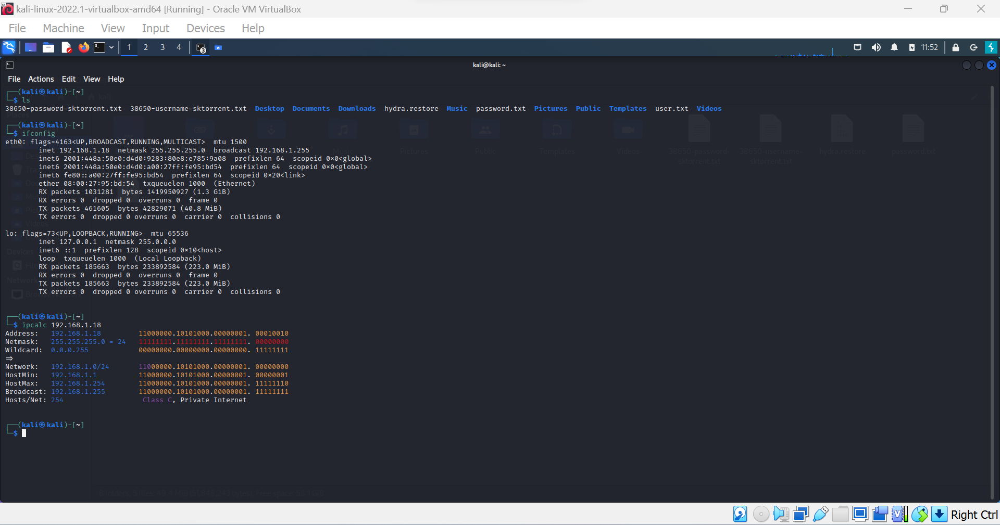 kali-linux-2022.1-virtualbox-amd64 [Running] - Oracle VM VirtualBox
File Machine View Input Devices Help
1 2 3 4 3 11:52
kali@kali: ~
File Actions Edit View Help
┌──(kali㉿kali)-[~]
└─$ ls
38650-password-sktorrent.txt 38650-username-sktorrent.txt Desktop Documents Downloads hydra.restore Music password.txt Pictures Public Templates user.txt Videos
┌──(kali㉿kali)-[~]
└─$ ifconfig
eth0: flags=4163<UP,BROADCAST,RUNNING,MULTICAST> mtu 1500
inet 192.168.1.18 netmask 255.255.255.0 broadcast 192.168.1.255
inet6 2001:448a:50e0:d4d0:9283:80e8:e785:9a08 prefixlen 64 scopeid 0×0<global>
inet6 2001:448a:50e0:d4d0:a00:27ff:fe95:bd54 prefixlen 64 scopeid 0×0<global>
inet6 fe80::a00:27ff:fe95:bd54 prefixlen 64 scopeid 0×20<link>
ether 08:00:27:95:bd:54 txqueuelen 1000 (Ethernet)
RX packets 1031281 bytes 1419950927 (1.3 GiB)
RX errors 0 dropped 0 overruns 0 frame 0
TX packets 461605 bytes 42829071 (40.8 MiB)
TX errors 0 dropped 0 overruns 0 carrier 0 collisions 0
lo: flags=73<UP,LOOPBACK,RUNNING> mtu 65536
inet 127.0.0.1 netmask 255.0.0.0
inet6 ::1 prefixlen 128 scopeid 0×10<host>
loop txqueuelen 1000 (Local Loopback)
RX packets 185663 bytes 233892584 (223.0 MiB)
RX errors 0 dropped 0 overruns 0 frame 0
TX packets 185663 bytes 233892584 (223.0 MiB)
TX errors 0 dropped 0 overruns 0 carrier 0 collisions 0
┌──(kali㉿kali)-[~]
└─$ ipcalc 192.168.1.18
Address: 192.168.1.18 11000000.10101000.00000001. 00010010
Netmask: 255.255.255.0 = 24 11111111.11111111.11111111. 00000000
Wildcard: 0.0.0.255 00000000.00000000.00000000. 11111111
⇒
Network: 192.168.1.0/24 11000000.10101000.00000001. 00000000
HostMin: 192.168.1.1 11000000.10101000.00000001. 00000001
HostMax: 192.168.1.254 11000000.10101000.00000001. 11111110
Broadcast: 192.168.1.255 11000000.10101000.00000001. 11111111
Hosts/Net: 254 Class C, Private Internet
┌──(kali㉿kali)-[~]
└─$
Right Ctrl